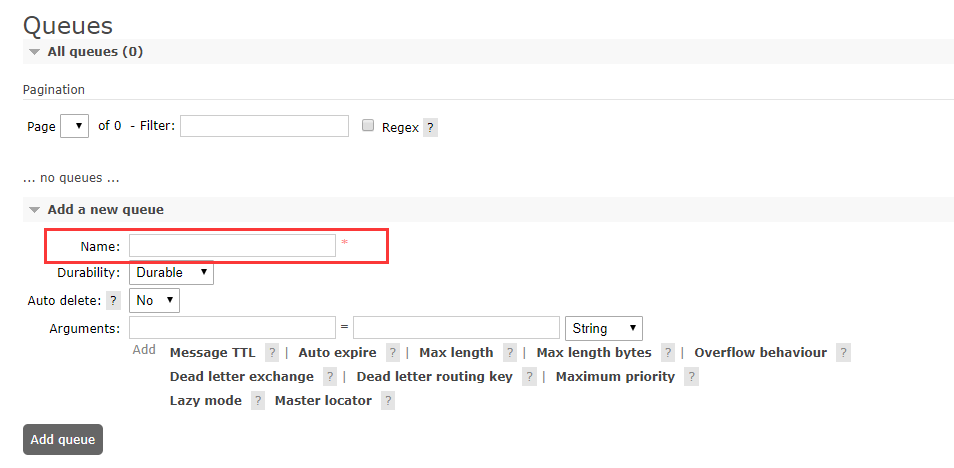 Queues
All queues (0)
Pagination
Page of 0 - Filter: Regex ?
... no queues ...
Add a new queue
Name: *
Durability: Durable
Auto delete: ? No
Arguments: = String
Add Message TTL ? | Auto expire ? | Max length ? | Max length bytes ? | Overflow behaviour ?
Dead letter exchange ? | Dead letter routing key ? | Maximum priority ?
Lazy mode ? Master locator ?
Add queue